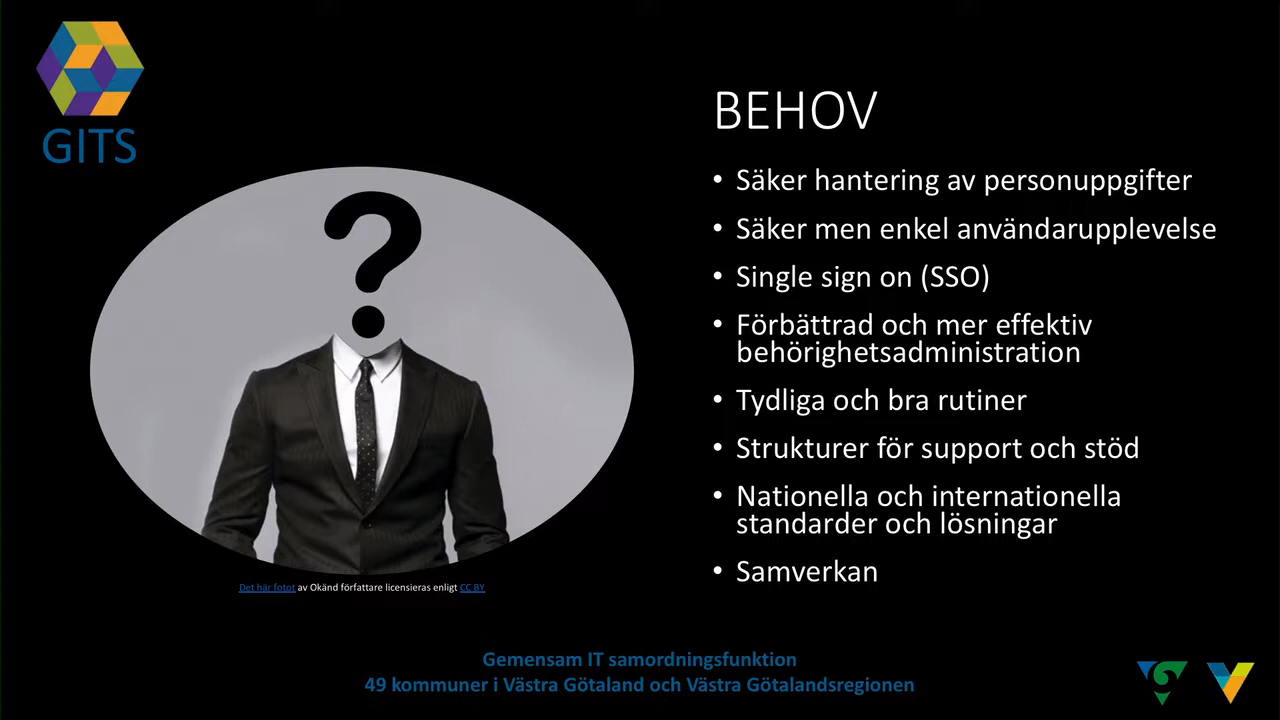 GITS
BEHOV
• Säker hantering av personuppgifter
• Säker men enkel användarupplevelse
• Single sign on (SSO)
• Förbättrad och mer effektiv
behörighetsadministration
• Tydliga och bra rutiner
• Strukturer för support och stöd
• Nationella och internationella
standarder och lösningar
• Samverkan
?
Det här fotot av Okänd författare licensieras enligt CC BY
Gemensam IT samordningsfunktion
49 kommuner i Västra Götaland och Västra Götalandsregionen